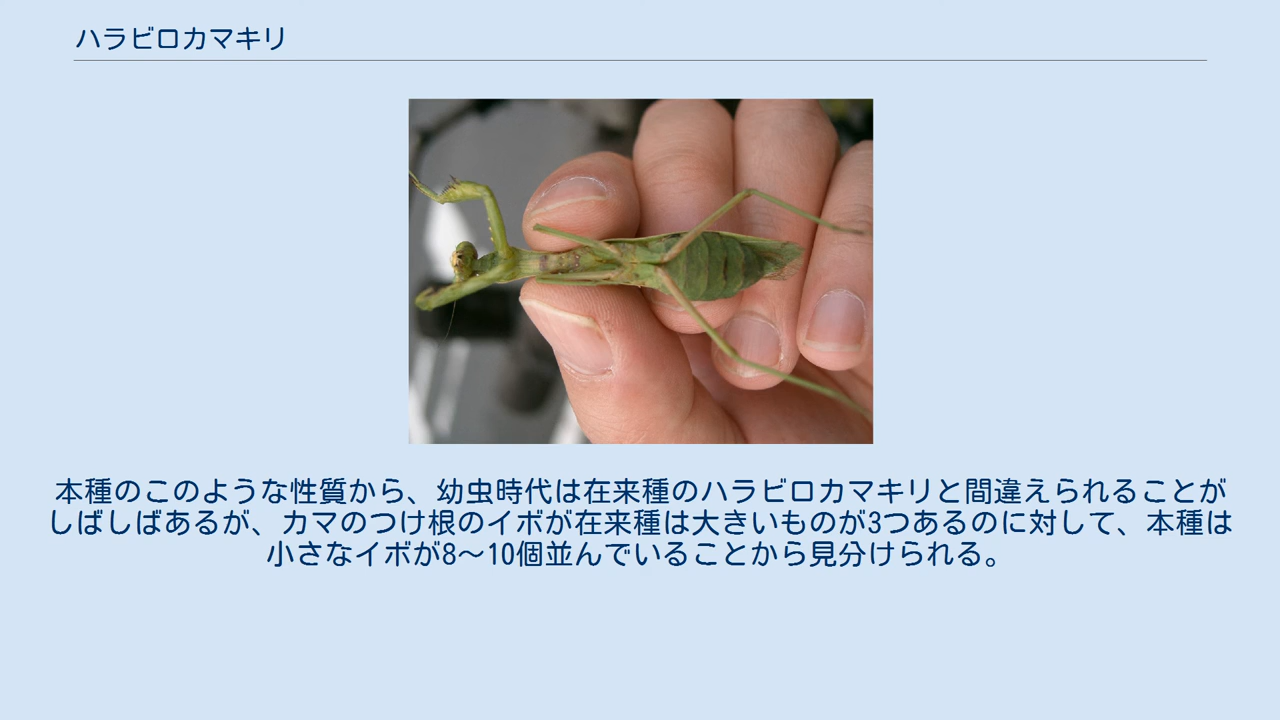 ハラビロカマキリ
本種のこのような性質から、幼虫時代は在来種のハラビロカマキリと間違えられることが
しばしばあるが、カマのつけ根のイボが在来種は大きいものが3つあるのに対して、本種は
小さなイボが8〜10個並んでいることから見分けられる。